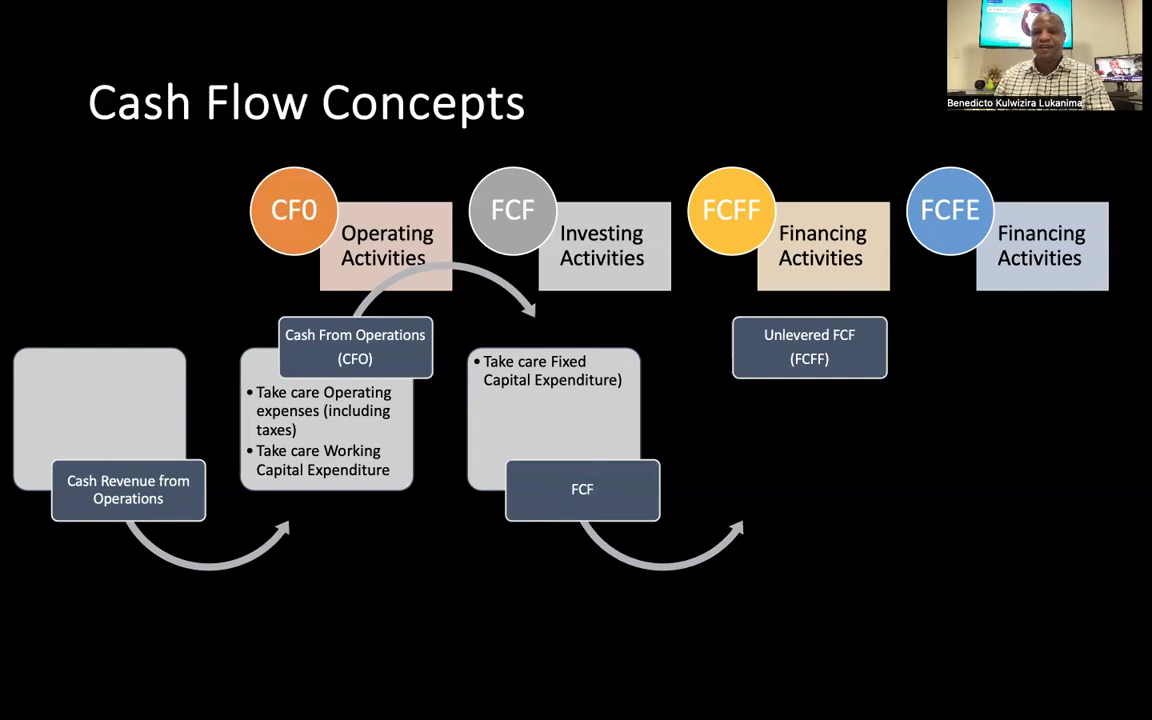 Benedicto Kulwizira Lukanima
Cash Flow Concepts
CF0
Operating
Activities
FCF
Investing
Activities
FCFF
Financing
Activities
FCFE
Financing
Activities
Cash Revenue from
Operations
Cash From Operations
(CFO)
• Take care Operating
expenses (including
taxes)
• Take care Working
Capital Expenditure
• Take care Fixed
Capital Expenditure)
FCF
Unlevered FCF
(FCFF)